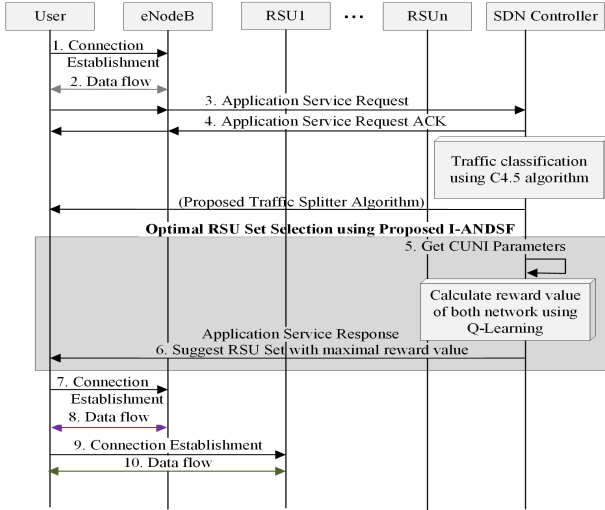 User
eNodeB
RSU1
...
RSUn
SDN Controller
1. Connection
Establishment
2. Data flow
3. Application Service Request
4. Application Service Request ACK
Traffic classification
using C4.5 algorithm
(Proposed Traffic Splitter Algorithm)
Optimal RSU Set Selection using Proposed I-ANDSF
5. Get CUNI Parameters
Calculate reward value
of both network using
Q-Learning
Application Service Response
6. Suggest RSU Set with maximal reward value
7. Connection
Establishment
8. Data flow
9. Connection Establishment
10. Data flow